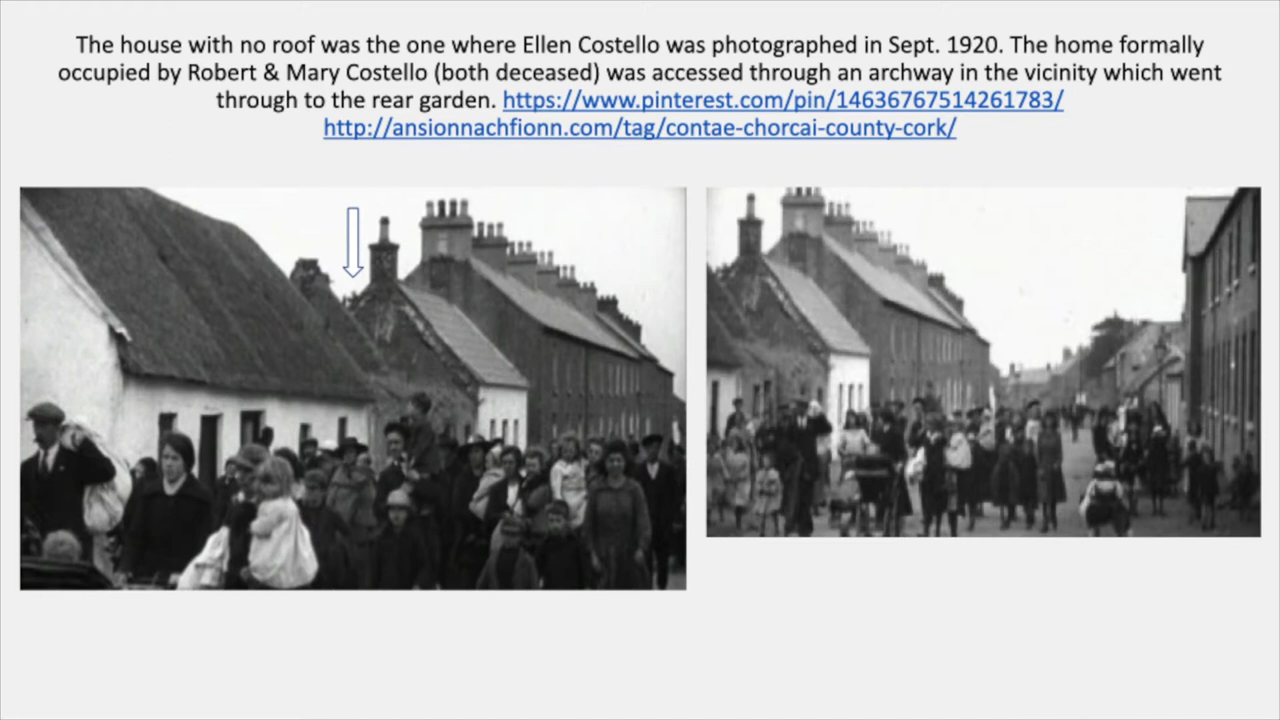 The house with no roof was the one where Ellen Costello was photographed in Sept. 1920. The home formally
occupied by Robert & Mary Costello (both deceased) was accessed through an archway in the vicinity which went
through to the rear garden. https://www.pinterest.com/pin/14636767514261783/
http://ansionnachfionn.com/tag/contae-chorcai-county-cork/